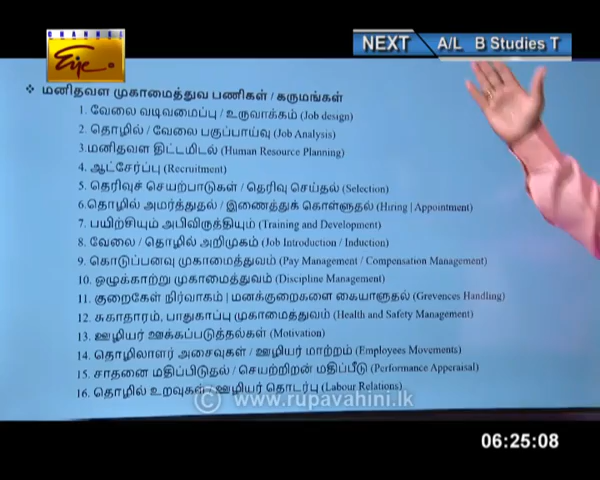 CHANNEL
Eye
NEXT A/L B Studies T
❖ மனிதவள முகாமைத்துவ பணிகள் / கருமங்கள்
1. வேலை வடிவமைப்பு / உருவாக்கம் (Job design)
2. தொழில் / வேலை பகுப்பாய்வு (Job Analysis)
3.மனிதவள திட்டமிடல் (Human Resource Planning)
4. ஆட்சேர்ப்பு (Recruitment)
5. தெரிவுச் செயற்பாடுகள் / தெரிவு செய்தல் (Selection)
6.தொழில் அமர்த்துதல் / இணைத்துக் கொள்ளுதல் (Hiring | Appointment)
7. பயிற்சியும் அபிவிருத்தியும் (Training and Development)
8. வேலை / தொழில் அறிமுகம் (Job Introduction / Induction)
9. கொடுப்பனவு முகாமைத்துவம் (Pay Management / Compensation Management)
10. ஒழுக்காற்று முகாமைத்துவம் (Discipline Management)
11. குறைகேள் நிர்வாகம் | மனக்குறைகளை கையாளுதல் (Grevences Handling)
12. சுகாதாரம், பாதுகாப்பு முகாமைத்துவம் (Health and Safety Management)
13. ஊழியர் ஊக்கப்படுத்தல்கள் (Motivation)
14. தொழிலாளர் அசைவுகள் / ஊழியர் மாற்றம் (Employees Movements)
15. சாதனை மதிப்பிடுதல் / செயற்றிறன் மதிப்பீடு (Performance Apperaisal)
16. தொழில் உறவுகள் / ஊழியர் தொடர்பு (Labour Relations)
© www.rupavahini.lk
06:25:08